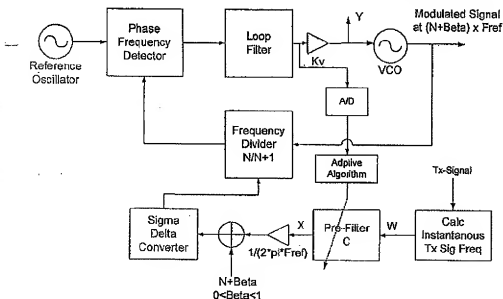 Phase
Frequency
Detector
Loop
Filter
Y
Modulated Signal
at (N+Beta) x Fref
Reference
Oscillator
Kv
VCO
A/D
Frequency
Divider
N/N+1
Adptive
Algorithm
Tx-Signal
Sigma
Delta
Converter
X
1/(2*pi*Fref)
Pre-Filter
C
W
Calc
Instantanous
Tx Sig Freq
N+Beta
0<Beta<1